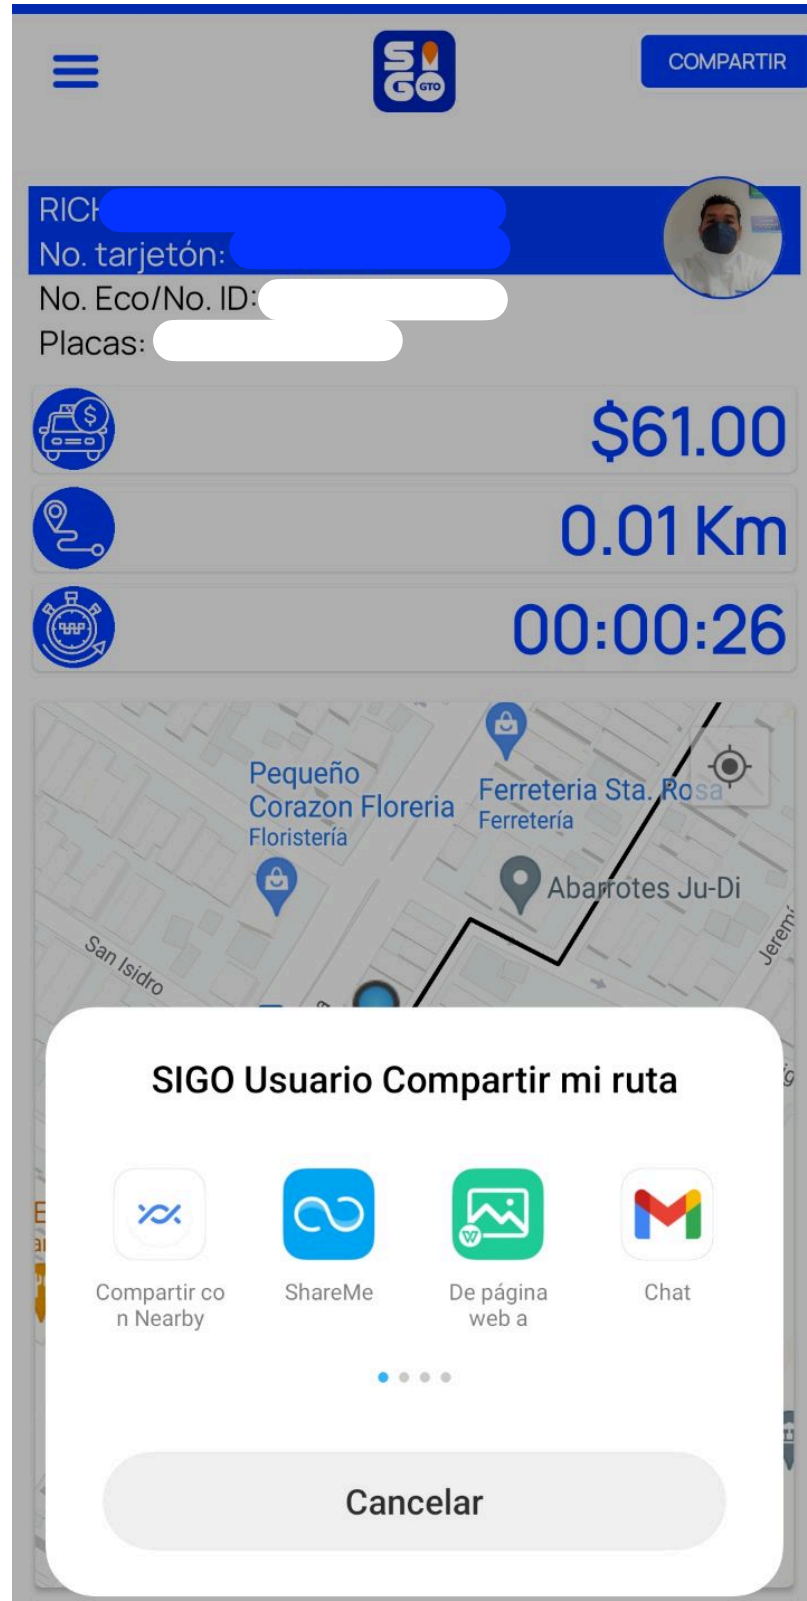 SIGO
GTO
COMPARTIR
RICH
No. tarjetón:
No. Eco/No. ID:
Placas:
$
$61.00
0.01 Km
00:00:26
Pequeño
Corazon Floreria
Floristería
Ferreteria Sta. Rosa
Ferretería
Abarrotes Ju-Di
San Isidro
Jeremí
SIGO Usuario Compartir mi ruta
Compartir co
n Nearby
ShareMe
W
De página
web a
Chat
Cancelar